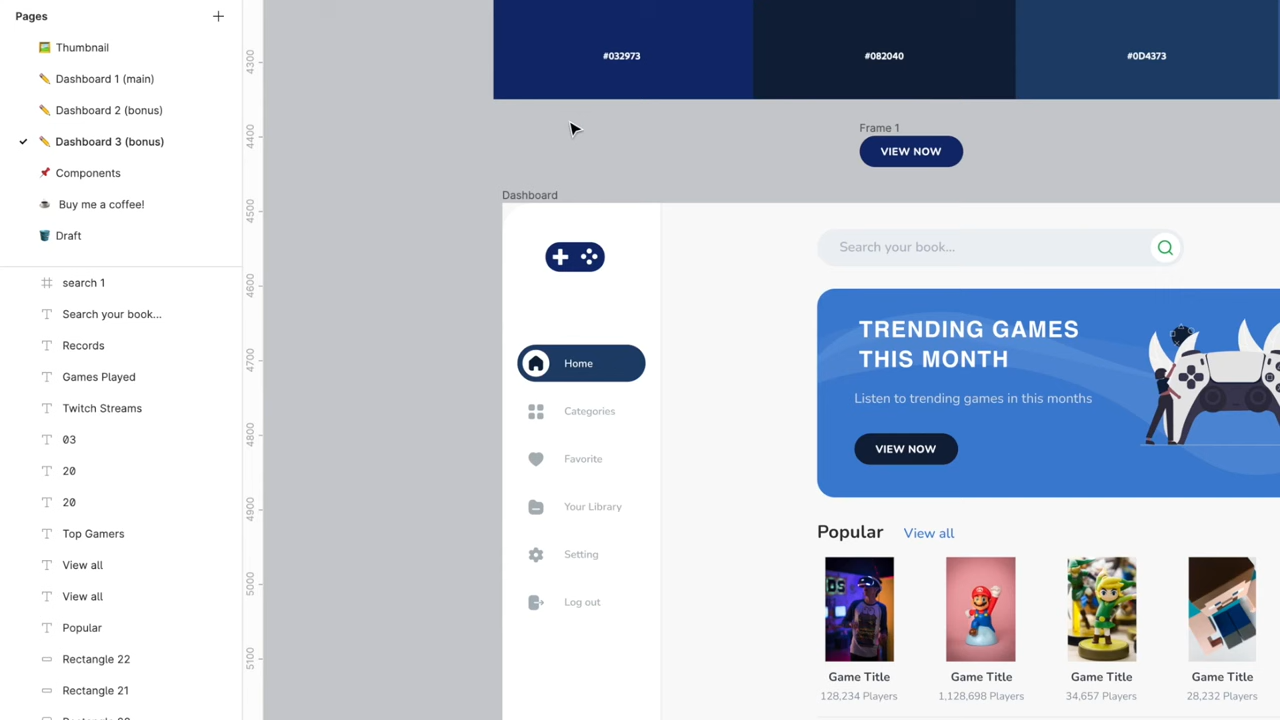 Pages
Thumbnail
Dashboard 1 (main)
Dashboard 2 (bonus)
Dashboard 3 (bonus)
Components
Buy me a coffee!
Draft
search 1
Search your book...
Records
Games Played
Twitch Streams
03
20
20
Top Gamers
View all
View all
Popular
Rectangle 22
Rectangle 21
4300
4400
4500
4600
4700
4800
4900
5000
5100
#032973
#082040
#0D4373
Frame 1
VIEW NOW
Dashboard
Home
Categories
Favorite
Your Library
Setting
Log out
Search your book...
TRENDING GAMES
THIS MONTH
Listen to trending games in this months
VIEW NOW
Popular View all
Game Title Game Title Game Title Game Title
128,234 Players 1,128,698 Players 34,657 Players 28,232 Players